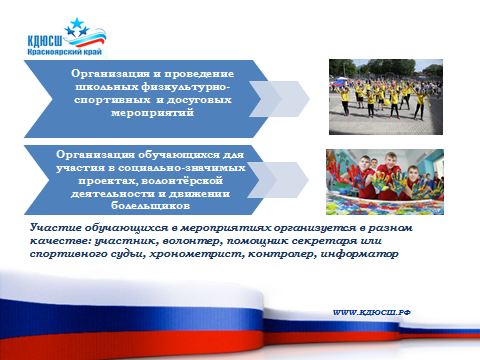 КДЮСШ
Красноярский край
Организация и проведение
школьных физкультурно-
спортивных и досуговых
мероприятий
Организация обучающихся для
участия в социально-значимых
проектах, волонтёрской
деятельности и движении
болельщиков
Участие обучающихся в мероприятиях организуется в разном
качестве: участник, волонтер, помощник секретаря или
спортивного судьи, хронометрист, контролер, информатор
WWW.КДЮСШ.РФ